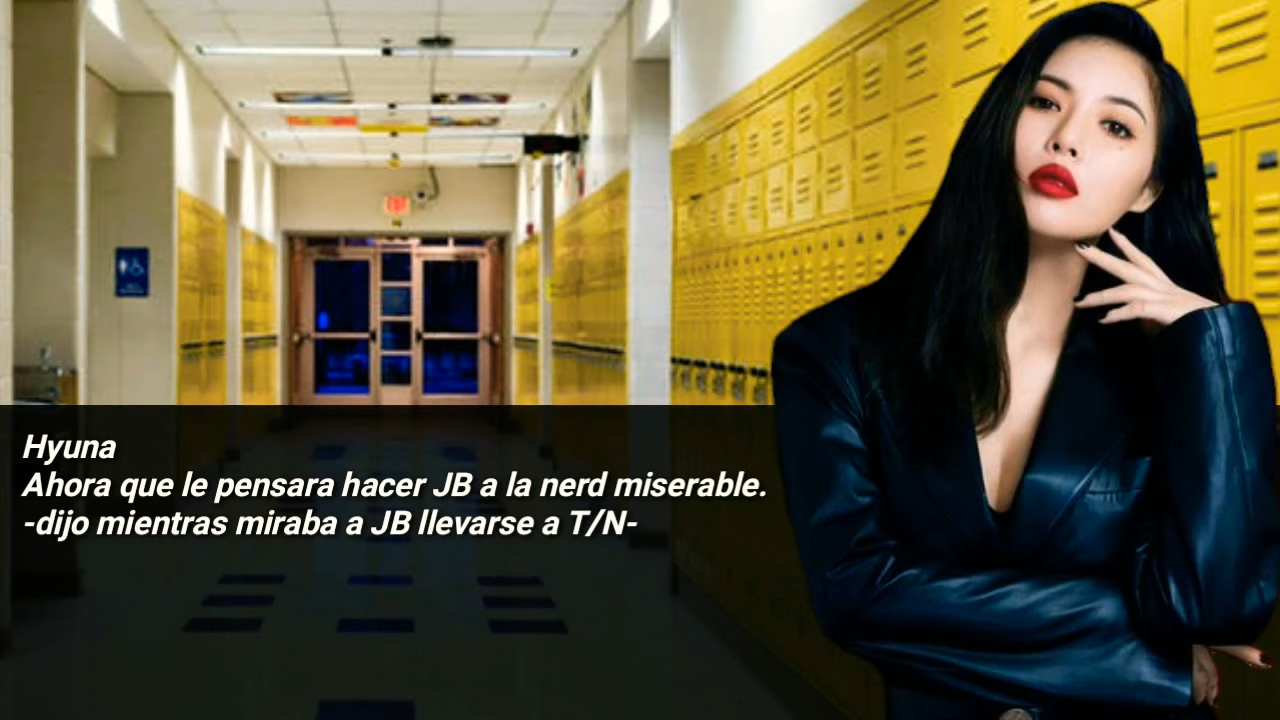 Hyuna
Ahora que le pensara hacer JB a la nerd miserable.
-dijo mientras miraba a JB llevarse a T/N-